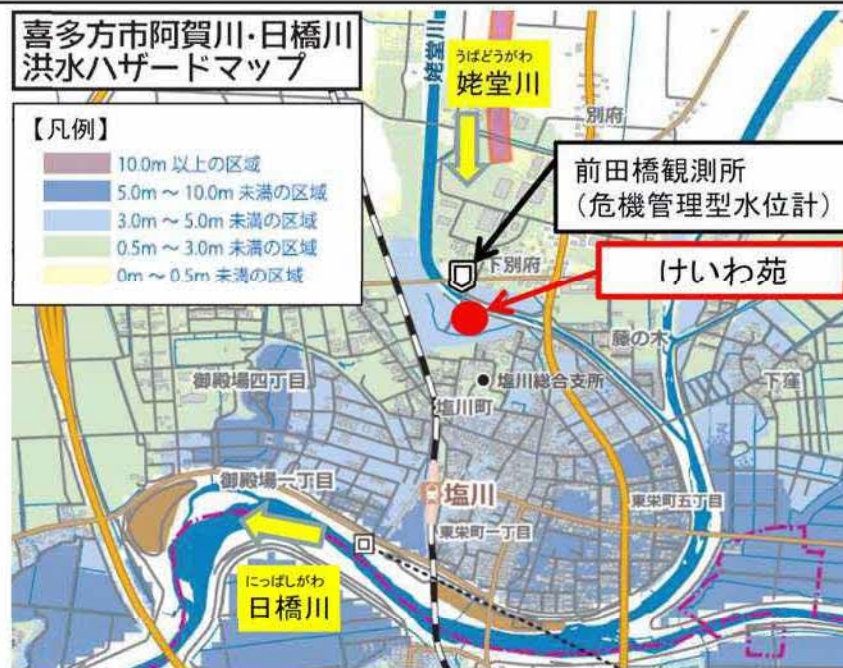 喜多方市阿賀川・日橋川
洪水ハザードマップ
【凡例】
10.0m 以上の区域
5.0m ～ 10.0m 未満の区域
3.0m ～ 5.0m 未満の区域
0.5m ～ 3.0m 未満の区域
0m ～ 0.5m 未満の区域
姥堂川
うばどうがわ
姥堂川
別府
前田橋観測所
（危機管理型水位計）
下別府
けいわ苑
藤の木
御殿場四丁目
塩川総合支所
下窪
塩川町
御殿場一丁目
塩川
東栄町五丁目
東栄町一丁目
にっぱしがわ
日橋川